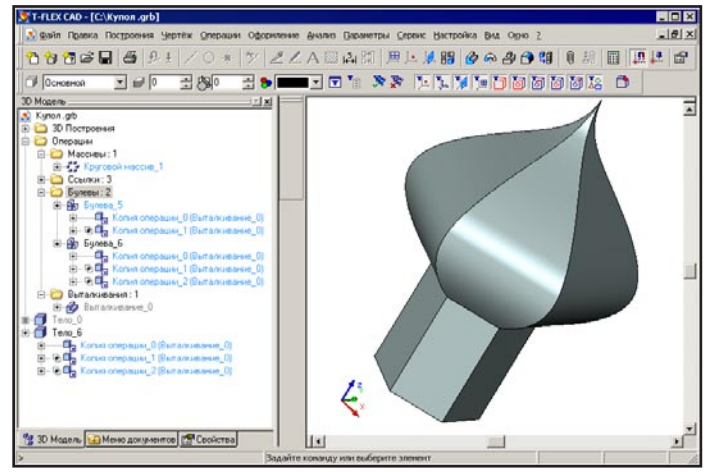 T-FLEX CAD - [C:\Купол .grb]
Файл Правка Построения Чертёж Операции Оформление Анализ Параметры Сервис Настройка Вид Окно ?
Основной 0 0
3D Модель
Купол .grb
3D Построения
Операции
Массивы : 1
Круговой массив_1
Ссылки : 3
Булевы : 2
Булева_5
Копия операции_0 (Выталкивание_0)
Копия операции_1 (Выталкивание_0)
Булева_6
Копия операции_0 (Выталкивание_0)
Копия операции_1 (Выталкивание_0)
Копия операции_2 (Выталкивание_0)
Выталкивания : 1
Выталкивание_0
Тело_0
Тело_6
Копия операции_0 (Выталкивание_0)
Копия операции_1 (Выталкивание_0)
Копия операции_2 (Выталкивание_0)
Z
X
3D Модель Меню документов Свойства
> Задайте команду или выберите элемент